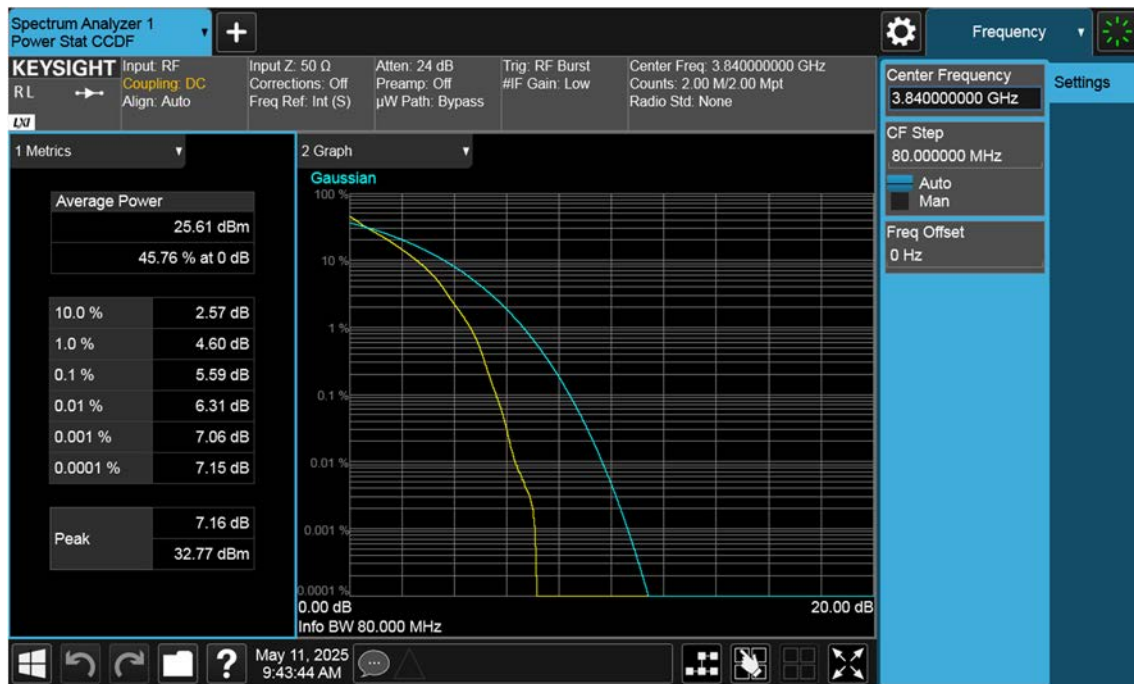 Spectrum Analyzer 1
Power Stat CCDF
+
Frequency
KEYSIGHT
RL
LXI
Input: RF
Coupling: DC
Align: Auto
Input Z: 50 Ω
Corrections: Off
Freq Ref: Int (S)
Atten: 24 dB
Preamp: Off
µW Path: Bypass
Trig: RF Burst
#IF Gain: Low
Center Freq: 3.840000000 GHz
Counts: 2.00 M/2.00 Mpt
Radio Std: None
Center Frequency
3.840000000 GHz
Settings
CF Step
80.000000 MHz
Auto
Man
Freq Offset
0 Hz
1 Metrics
Average Power
25.61 dBm
45.76 % at 0 dB
10.0 % 2.57 dB
1.0 % 4.60 dB
0.1 % 5.59 dB
0.01 % 6.31 dB
0.001 % 7.06 dB
0.0001 % 7.15 dB
Peak
7.16 dB
32.77 dBm
2 Graph
Gaussian
100 %
10 %
1 %
0.1 %
0.01 %
0.001 %
0.0001 %
0.00 dB 20.00 dB
Info BW 80.000 MHz
?
May 11, 2025
9:43:44 AM